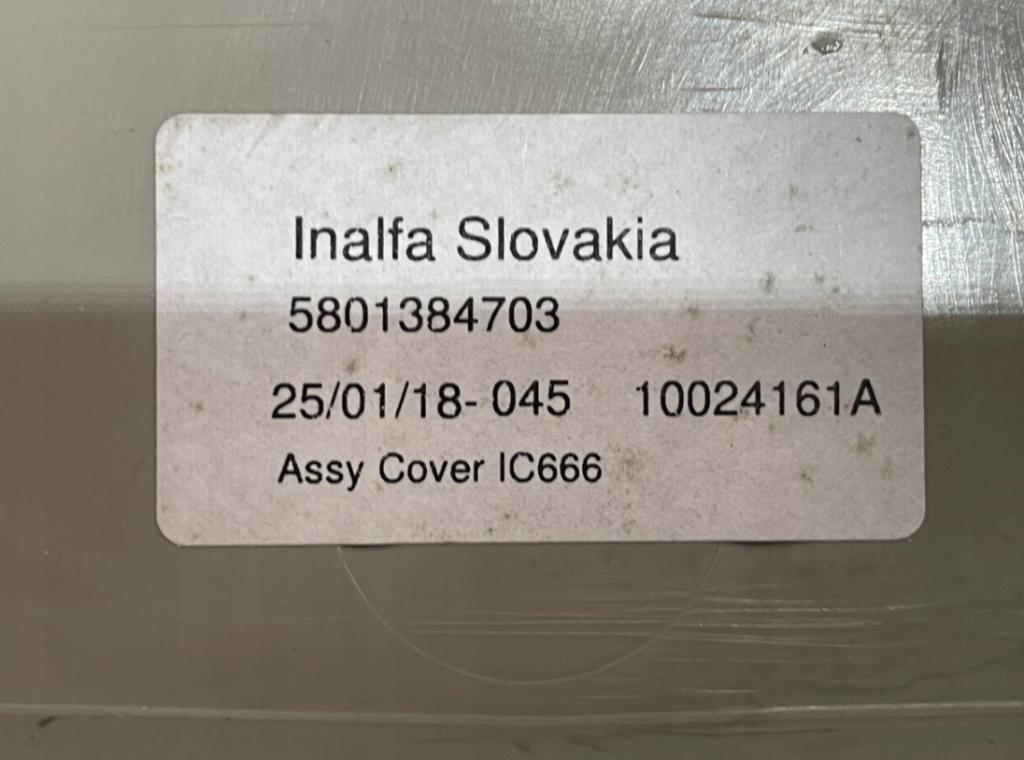 Inalfa Slovakia
5801384703
25/01/18- 045 10024161A
Assy Cover IC666